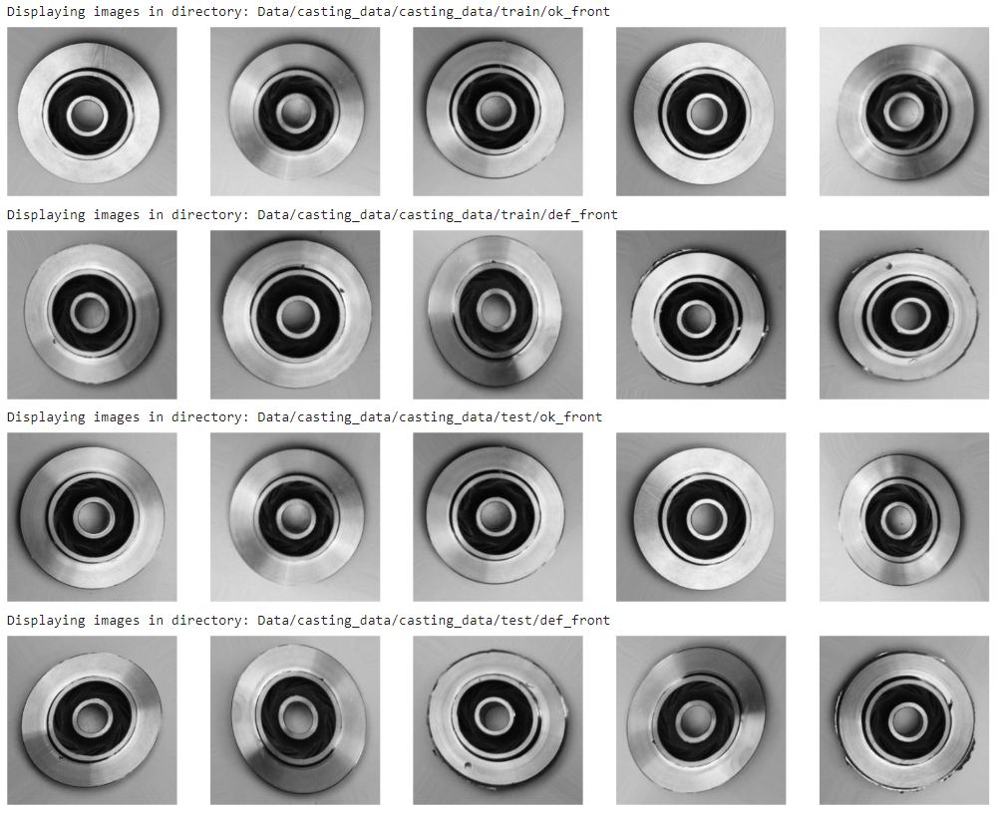 Displaying images in directory: Data/casting_data/casting_data/train/ok_front
Displaying images in directory: Data/casting_data/casting_data/train/def_front
Displaying images in directory: Data/casting_data/casting_data/test/ok_front
Displaying images in directory: Data/casting_data/casting_data/test/def_front